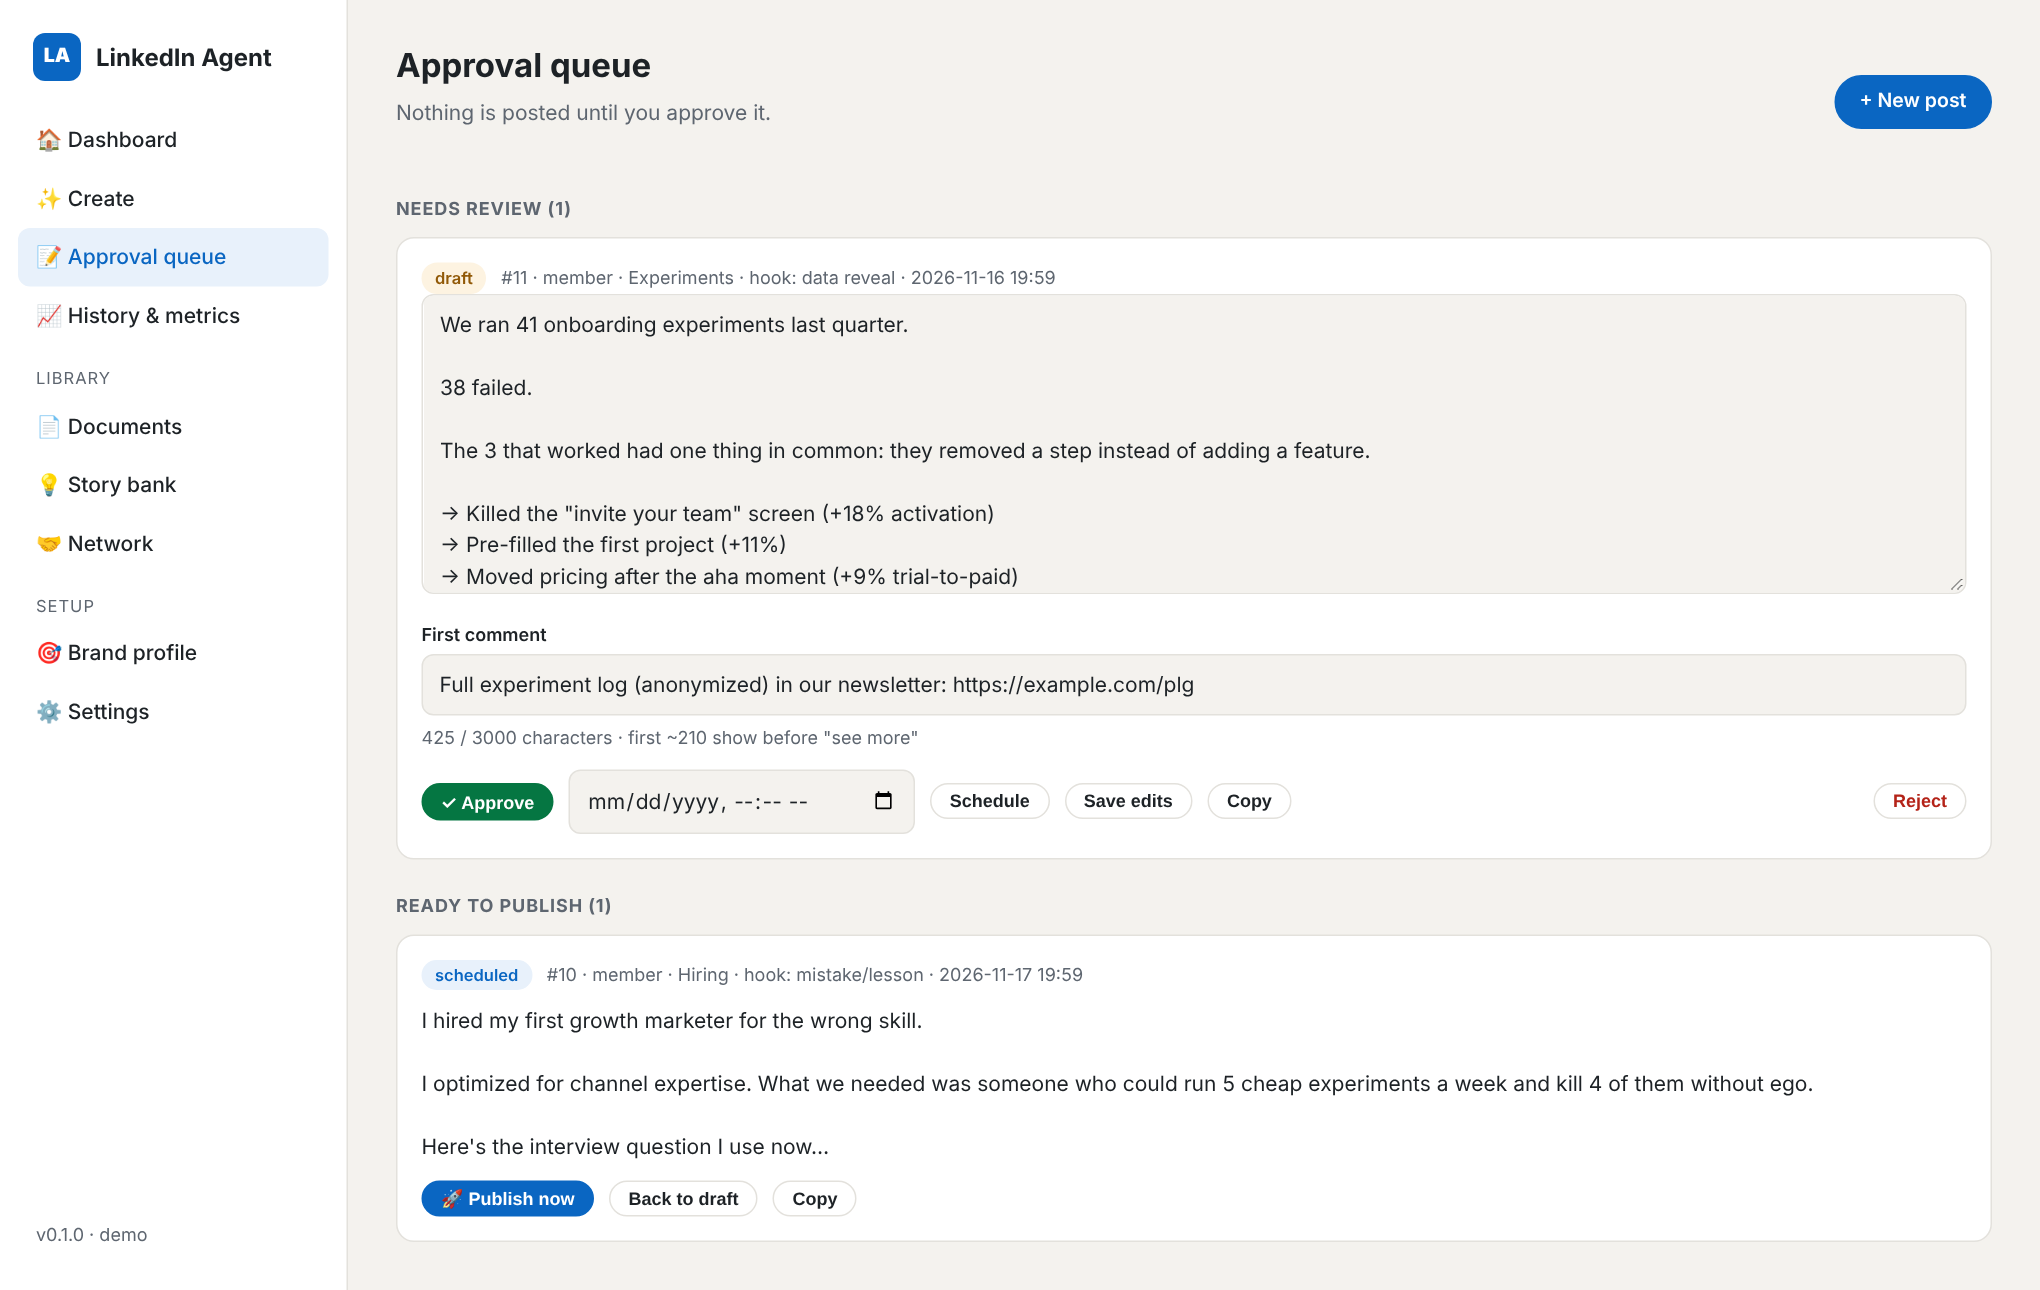 LA LinkedIn Agent
🏠 Dashboard
✨ Create
📝 Approval queue
📈 History & metrics
LIBRARY
📄 Documents
💡 Story bank
🤝 Network
SETUP
🎯 Brand profile
⚙️ Settings
v0.1.0 · demo
Approval queue
Nothing is posted until you approve it.
+ New post
NEEDS REVIEW (1)
draft #11 · member · Experiments · hook: data reveal · 2026-11-16 19:59
We ran 41 onboarding experiments last quarter.
38 failed.
The 3 that worked had one thing in common: they removed a step instead of adding a feature.
→ Killed the "invite your team" screen (+18% activation)
→ Pre-filled the first project (+11%)
→ Moved pricing after the aha moment (+9% trial-to-paid)
First comment
Full experiment log (anonymized) in our newsletter: https://example.com/plg
425 / 3000 characters · first ~210 show before "see more"
✓ Approve mm/dd/yyyy, --:-- -- Schedule Save edits Copy Reject
READY TO PUBLISH (1)
scheduled #10 · member · Hiring · hook: mistake/lesson · 2026-11-17 19:59
I hired my first growth marketer for the wrong skill.
I optimized for channel expertise. What we needed was someone who could run 5 cheap experiments a week and kill 4 of them without ego.
Here's the interview question I use now…
🚀 Publish now Back to draft Copy